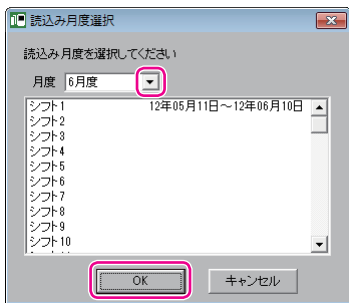 読込み月度選択
読込み月度を選択してください
月度 6月度
シフト1 12年05月11日～12年06月10日
シフト2
シフト3
シフト4
シフト5
シフト6
シフト7
シフト8
シフト9
シフト10
OK キャンセル